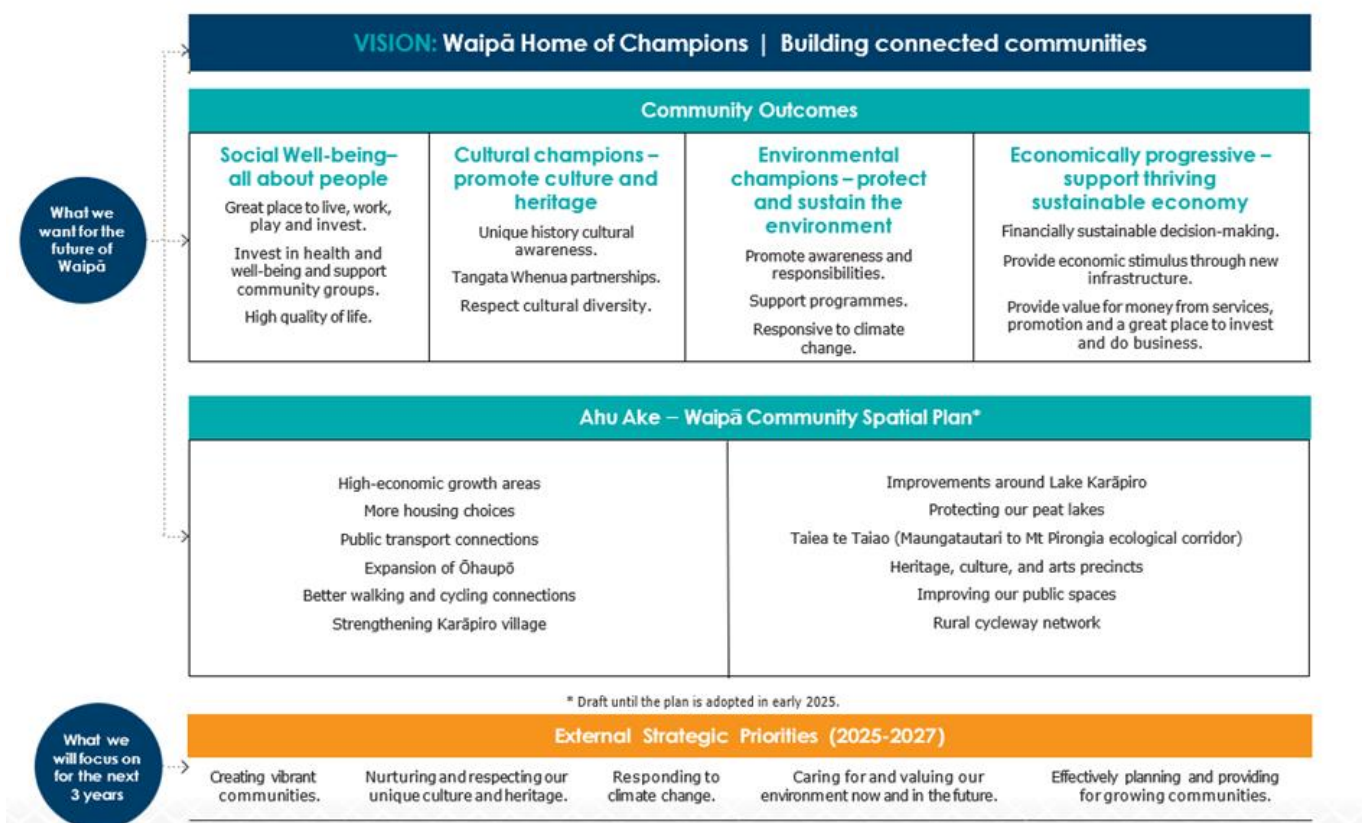 VISION: Waipā Home of Champions | Building connected communities
What we
want for the
future of
Waipā
Community Outcomes
Social Well-being–
all about people
Great place to live, work,
play and invest.
Invest in health and
well-being and support
community groups.
High quality of life.
Cultural champions –
promote culture and
heritage
Unique history cultural
awareness.
Tangata Whenua partnerships.
Respect cultural diversity.
Environmental
champions – protect
and sustain the
environment
Promote awareness and
responsibilities.
Support programmes.
Responsive to climate
change.
Economically progressive –
support thriving
sustainable economy
Financially sustainable decision-making.
Provide economic stimulus through new
infrastructure.
Provide value for money from services,
promotion and a great place to invest
and do business.
Ahu Ake – Waipā Community Spatial Plan*
High-economic growth areas
More housing choices
Public transport connections
Expansion of Ōhaupō
Better walking and cycling connections
Strengthening Karāpiro village
Improvements around Lake Karāpiro
Protecting our peat lakes
Taiea te Taiao (Maungatautari to Mt Pirongia ecological corridor)
Heritage, culture, and arts precincts
Improving our public spaces
Rural cycleway network
* Draft until the plan is adopted in early 2025.
What we
will focus on
for the next
3 years
External Strategic Priorities (2025-2027)
Creating vibrant
communities.
Nurturing and respecting our
unique culture and heritage.
Responding to
climate change.
Caring for and valuing our
environment now and in the future.
Effectively planning and providing
for growing communities.